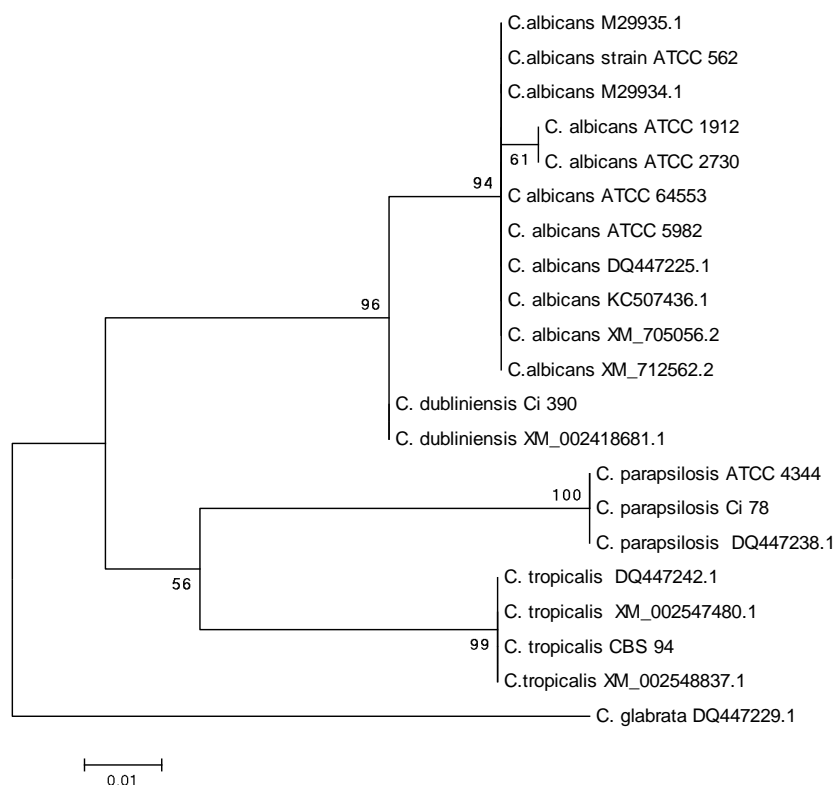 C.albicans M29935.1
C.albicans strain ATCC 562
C.albicans M29934.1
C. albicans ATCC 1912
61
C. albicans ATCC 2730
94
C albicans ATCC 64553
C. albicans ATCC 5982
C. albicans DQ447225.1
96
C. albicans KC507436.1
C. albicans XM_705056.2
C.albicans XM_712562.2
C. dubliniensis Ci 390
C. dubliniensis XM_002418681.1
C. parapsilosis ATCC 4344
100
C. parapsilosis Ci 78
C. parapsilosis DQ447238.1
56
C. tropicalis DQ447242.1
C. tropicalis XM_002547480.1
99
C. tropicalis CBS 94
C.tropicalis XM_002548837.1
C. glabrata DQ447229.1
0.01